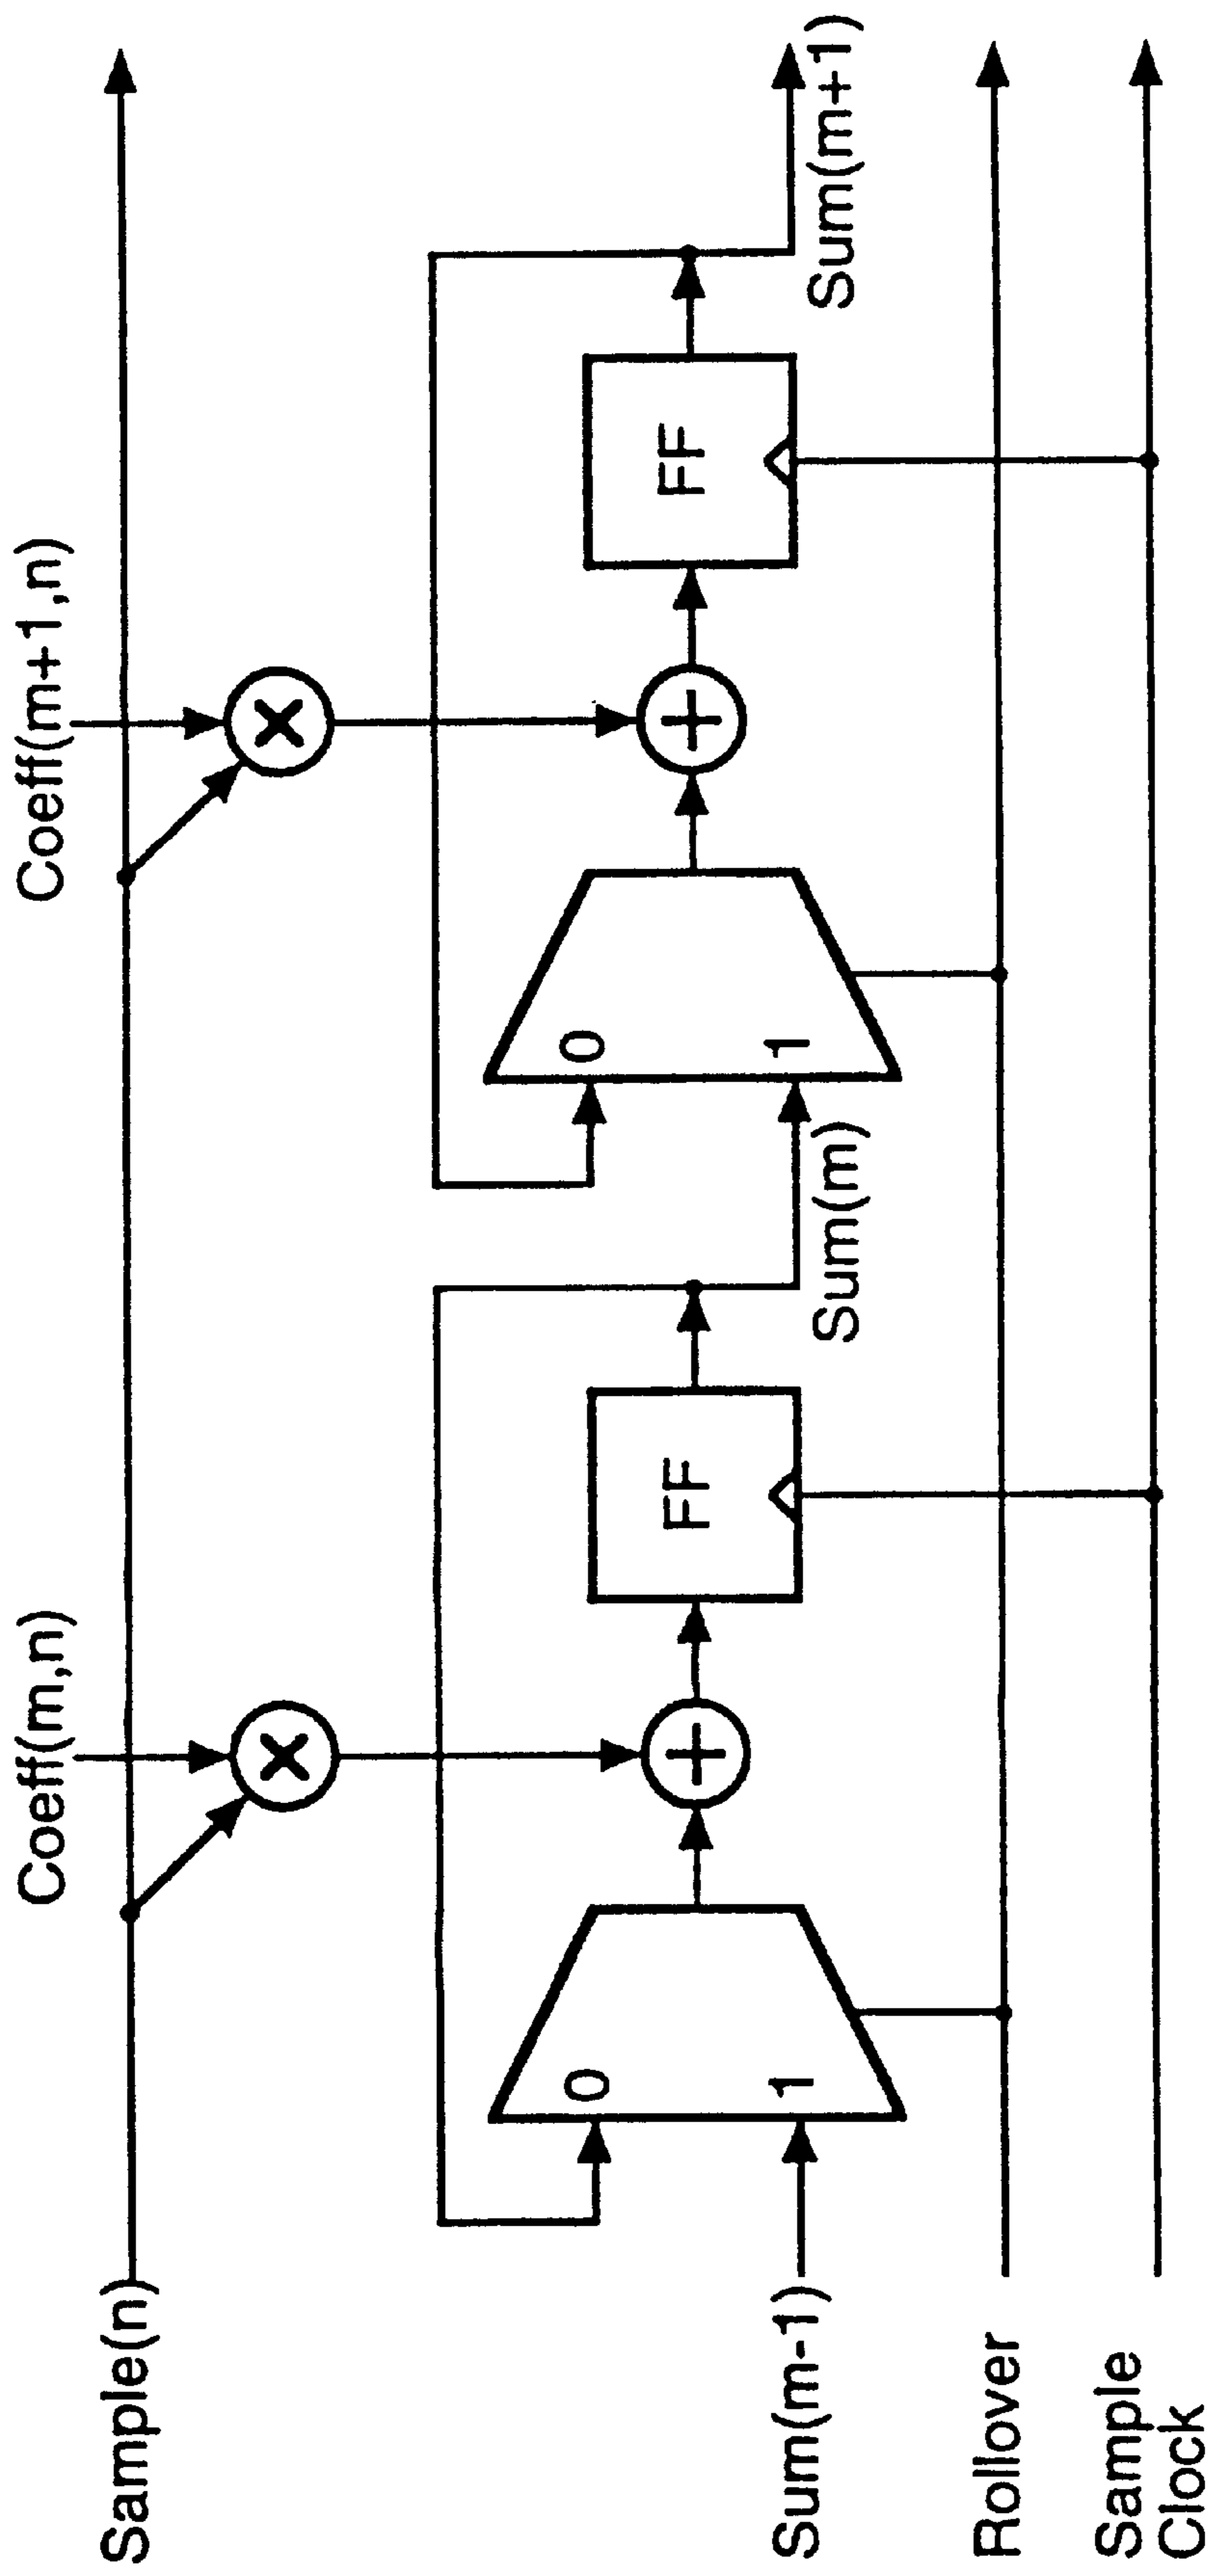 Coeff(m,n)
Coeff(m+1,n)
Sample(n)
0
1
FF
0
1
FF
Sum(m-1)
Sum(m)
Sum(m+1)
Rollover
Sample
Clock